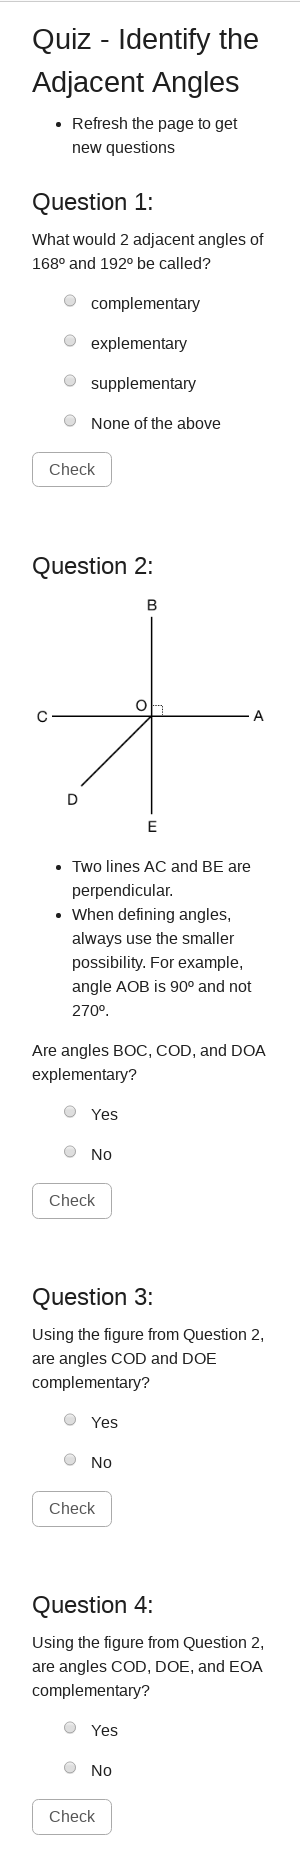 Quiz - Identify the
Adjacent Angles
• Refresh the page to get
new questions
Question 1:
What would 2 adjacent angles of
168º and 192º be called?
complementary
explementary
supplementary
None of the above
Check
Question 2:
B
O
C
A
D
E
• Two lines AC and BE are
perpendicular.
• When defining angles,
always use the smaller
possibility. For example,
angle AOB is 90º and not
270º.
Are angles BOC, COD, and DOA
explementary?
Yes
No
Check
Question 3:
Using the figure from Question 2,
are angles COD and DOE
complementary?
Yes
No
Check
Question 4:
Using the figure from Question 2,
are angles COD, DOE, and EOA
complementary?
Yes
No
Check